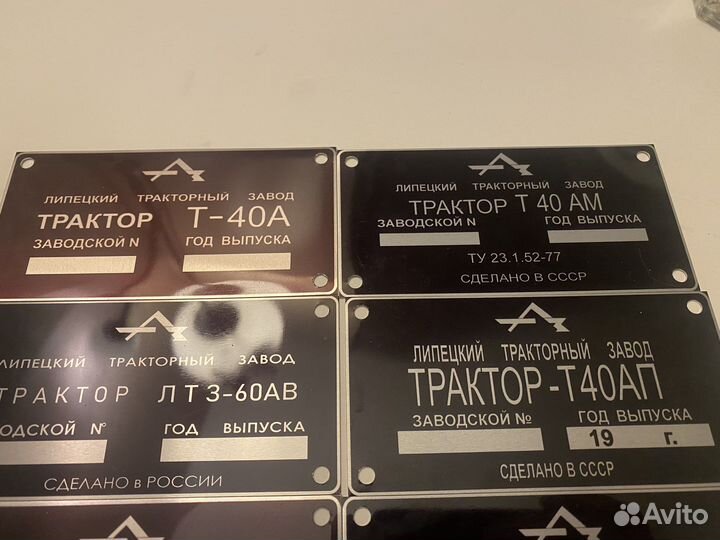 ЛИПЕЦКИЙ ТРАКТОРНЫЙ ЗАВОД
ТРАКТОР Т-40А
ЗАВОДСКОЙ N ГОД ВЫПУСКА
ЛИПЕЦКИЙ ТРАКТОРНЫЙ ЗАВОД
ТРАКТОР Т 40 АМ
ЗАВОДСКОЙ N ГОД ВЫПУСКА
ТУ 23.1.52-77
СДЕЛАНО В СССР
ЛИПЕЦКИЙ ТРАКТОРНЫЙ ЗАВОД
ТРАКТОР ЛТЗ-60АВ
ВОДСКОЙ № ГОД ВЫПУСКА
СДЕЛАНО в РОССИИ
ЛИПЕЦКИЙ ТРАКТОРНЫЙ ЗАВОД
ТРАКТОР-Т40АП
ЗАВОДСКОЙ № ГОД ВЫПУСКА
19 г.
СДЕЛАНО В СССР
Avito